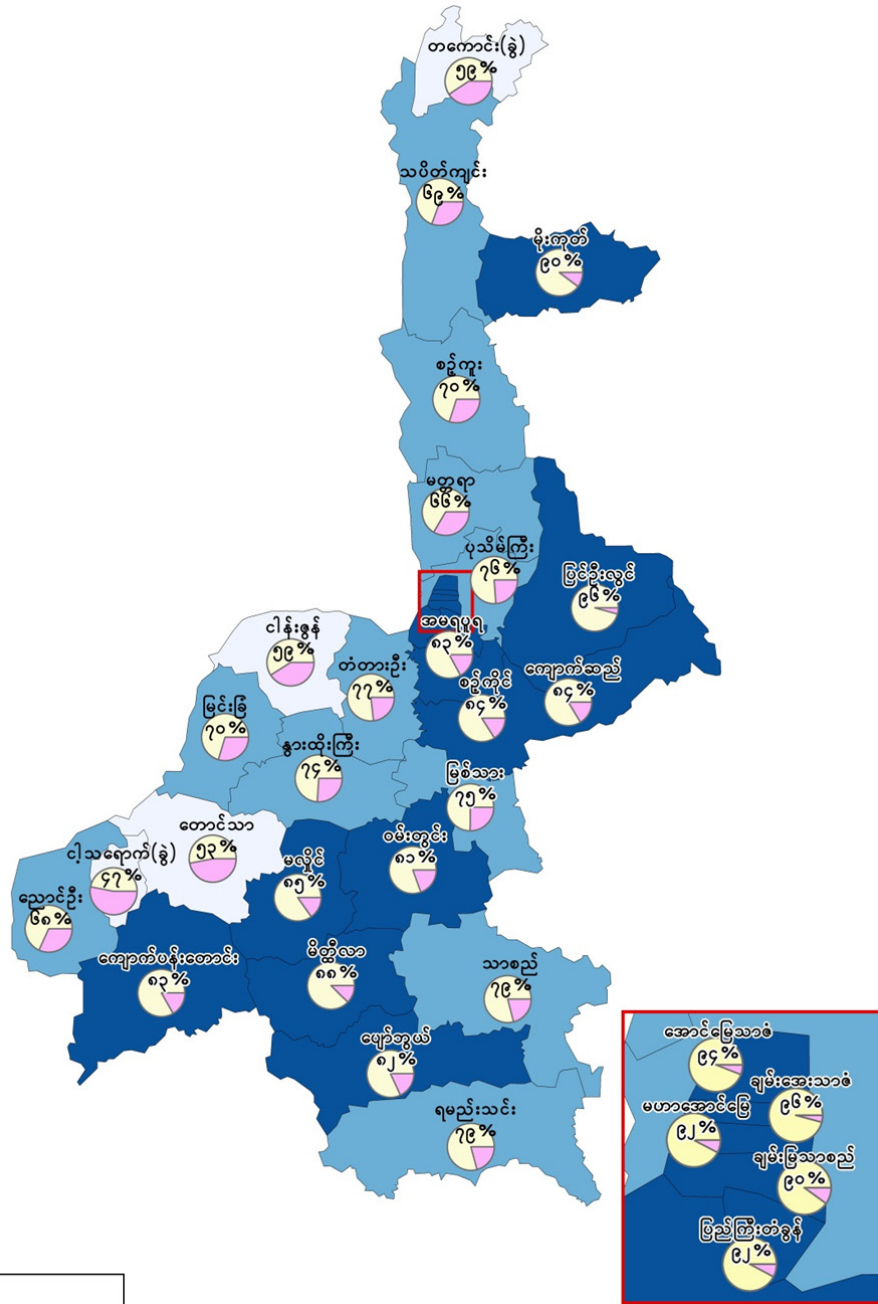 တကောင်း(ခွဲ)
၅၉%
သပိတ်ကျင်း
၆၉%
မိုးကုတ်
၉၀%
စဉ့်ကူး
၇၀%
မတ္တရာ
၆၆%
ပုသိမ်ကြီး
၇၆%
ပြင်ဦးလွင်
၉၆%
အမရပူရ
၈၃%
ငါန်းဇွန်
၅၉%
တံတားဦး
၇၇%
စဉ့်ကိုင်
၈၄%
ကျောက်ဆည်
၈၄%
မြင်းခြံ
၇၀%
နွားထိုးကြီး
၇၄%
မြစ်သား
၇၅%
တောင်သာ
၅၃%
ငါ့သရောက်(ခွဲ)
၄၇%
မလှိုင်
၈၅%
ဝမ်းတွင်း
၈၁%
ညောင်ဦး
၆၈%
ကျောက်ပန်းတောင်း
၈၃%
မိတ္ထီလာ
၈၈%
သာစည်
၇၉%
ပျော်ဘွယ်
၈၂%
ရမည်းသင်း
၇၉%
အောင်မြေသာဇံ
၉၄%
ချမ်းအေးသာဇံ
၉၆%
မဟာအောင်မြေ
၉၂%
ချမ်းမြသာစည်
၉၀%
ပြည်ကြီးတံခွန်
၉၂%